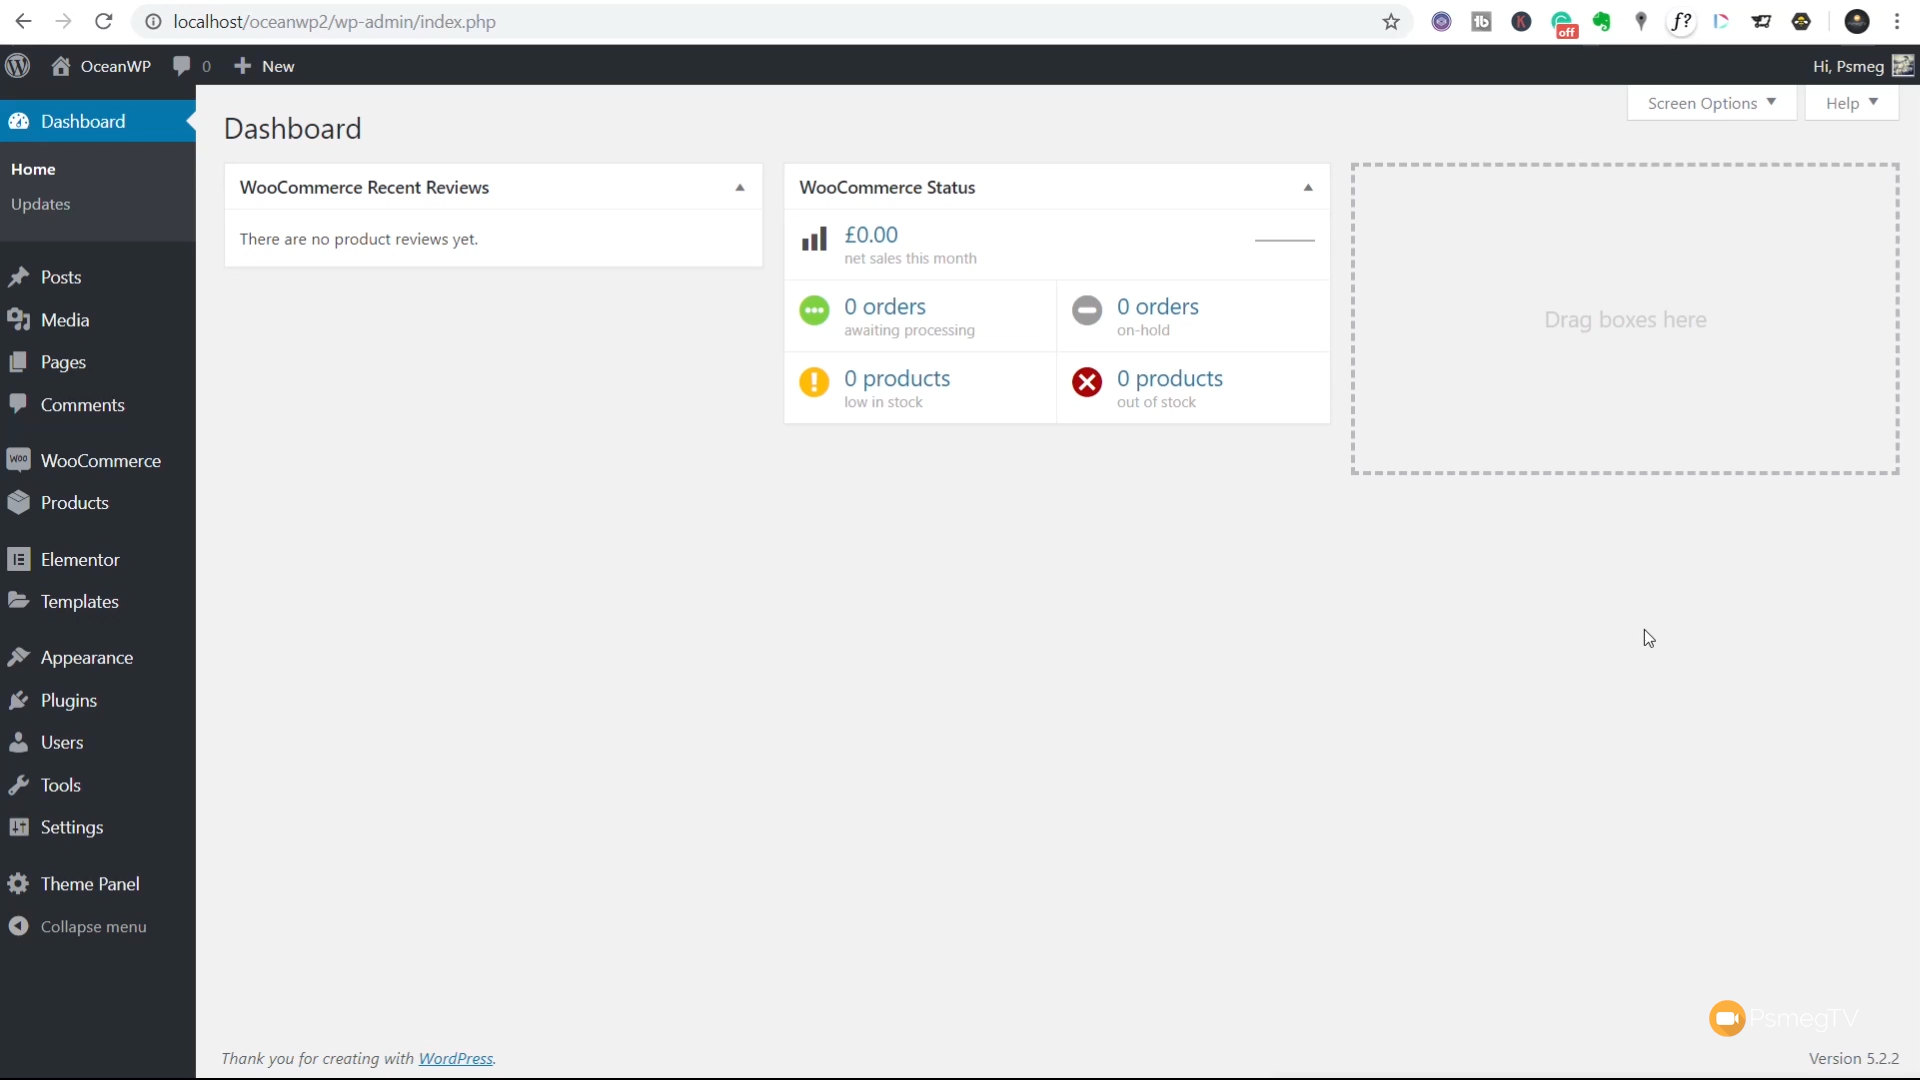 localhost/oceanwp2/wp-admin/index.php
off
f?
OceanWP 0 New
Hi, Psmeg
Screen Options
Help
Dashboard
Home
Updates
Posts
Media
Pages
Comments
WooCommerce
Products
Elementor
Templates
Appearance
Plugins
Users
Tools
Settings
Theme Panel
Collapse menu
Dashboard
WooCommerce Recent Reviews
There are no product reviews yet.
WooCommerce Status
£0.00
net sales this month
0 orders
awaiting processing
0 orders
on-hold
0 products
low in stock
0 products
out of stock
Drag boxes here
PsmegTV
Thank you for creating with WordPress.
Version 5.2.2